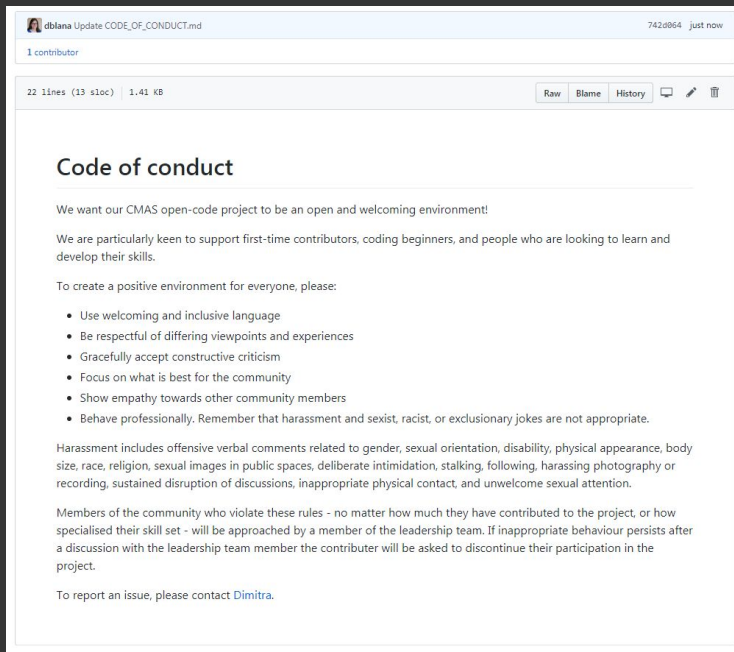 dblana Update CODE_OF_CONDUCT.md 742d064 just now
1 contributor
22 lines (13 sloc) 1.41 KB Raw Blame History
Code of conduct
We want our CMAS open-code project to be an open and welcoming environment!
We are particularly keen to support first-time contributors, coding beginners, and people who are looking to learn and
develop their skills.
To create a positive environment for everyone, please:
• Use welcoming and inclusive language
• Be respectful of differing viewpoints and experiences
• Gracefully accept constructive criticism
• Focus on what is best for the community
• Show empathy towards other community members
• Behave professionally. Remember that harassment and sexist, racist, or exclusionary jokes are not appropriate.
Harassment includes offensive verbal comments related to gender, sexual orientation, disability, physical appearance, body
size, race, religion, sexual images in public spaces, deliberate intimidation, stalking, following, harassing photography or
recording, sustained disruption of discussions, inappropriate physical contact, and unwelcome sexual attention.
Members of the community who violate these rules - no matter how much they have contributed to the project, or how
specialised their skill set - will be approached by a member of the leadership team. If inappropriate behaviour persists after
a discussion with the leadership team member the contributer will be asked to discontinue their participation in the
project.
To report an issue, please contact Dimitra.